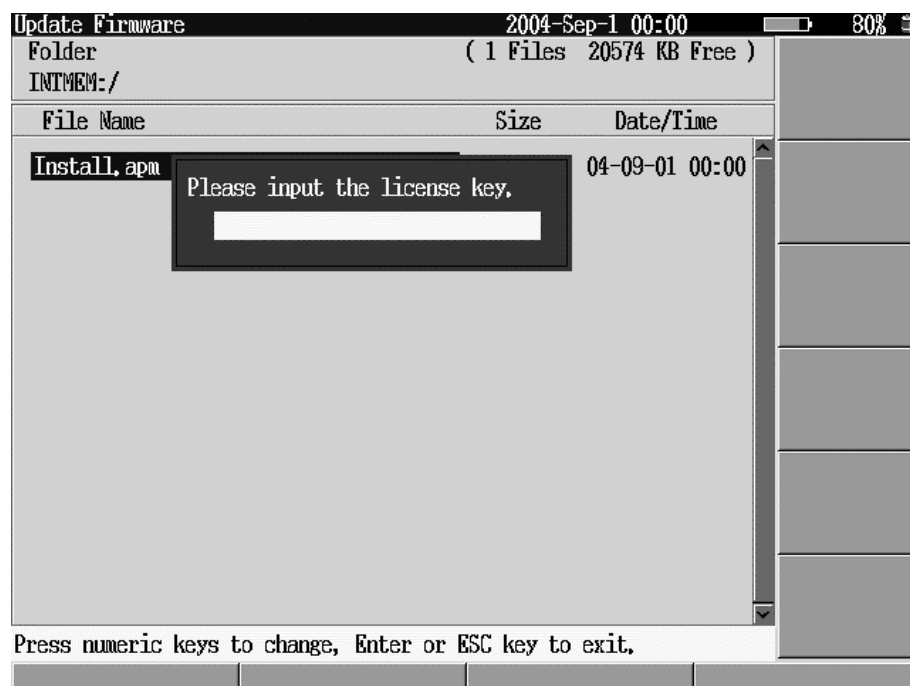 Update Firmware 2004-Sep-1 00:00 80%
Folder ( 1 Files 20574 KB Free )
INTMEM:/
File Name Size Date/Time
Install.apm 04-09-01 00:00
Please input the license key.
Press numeric keys to change, Enter or ESC key to exit.